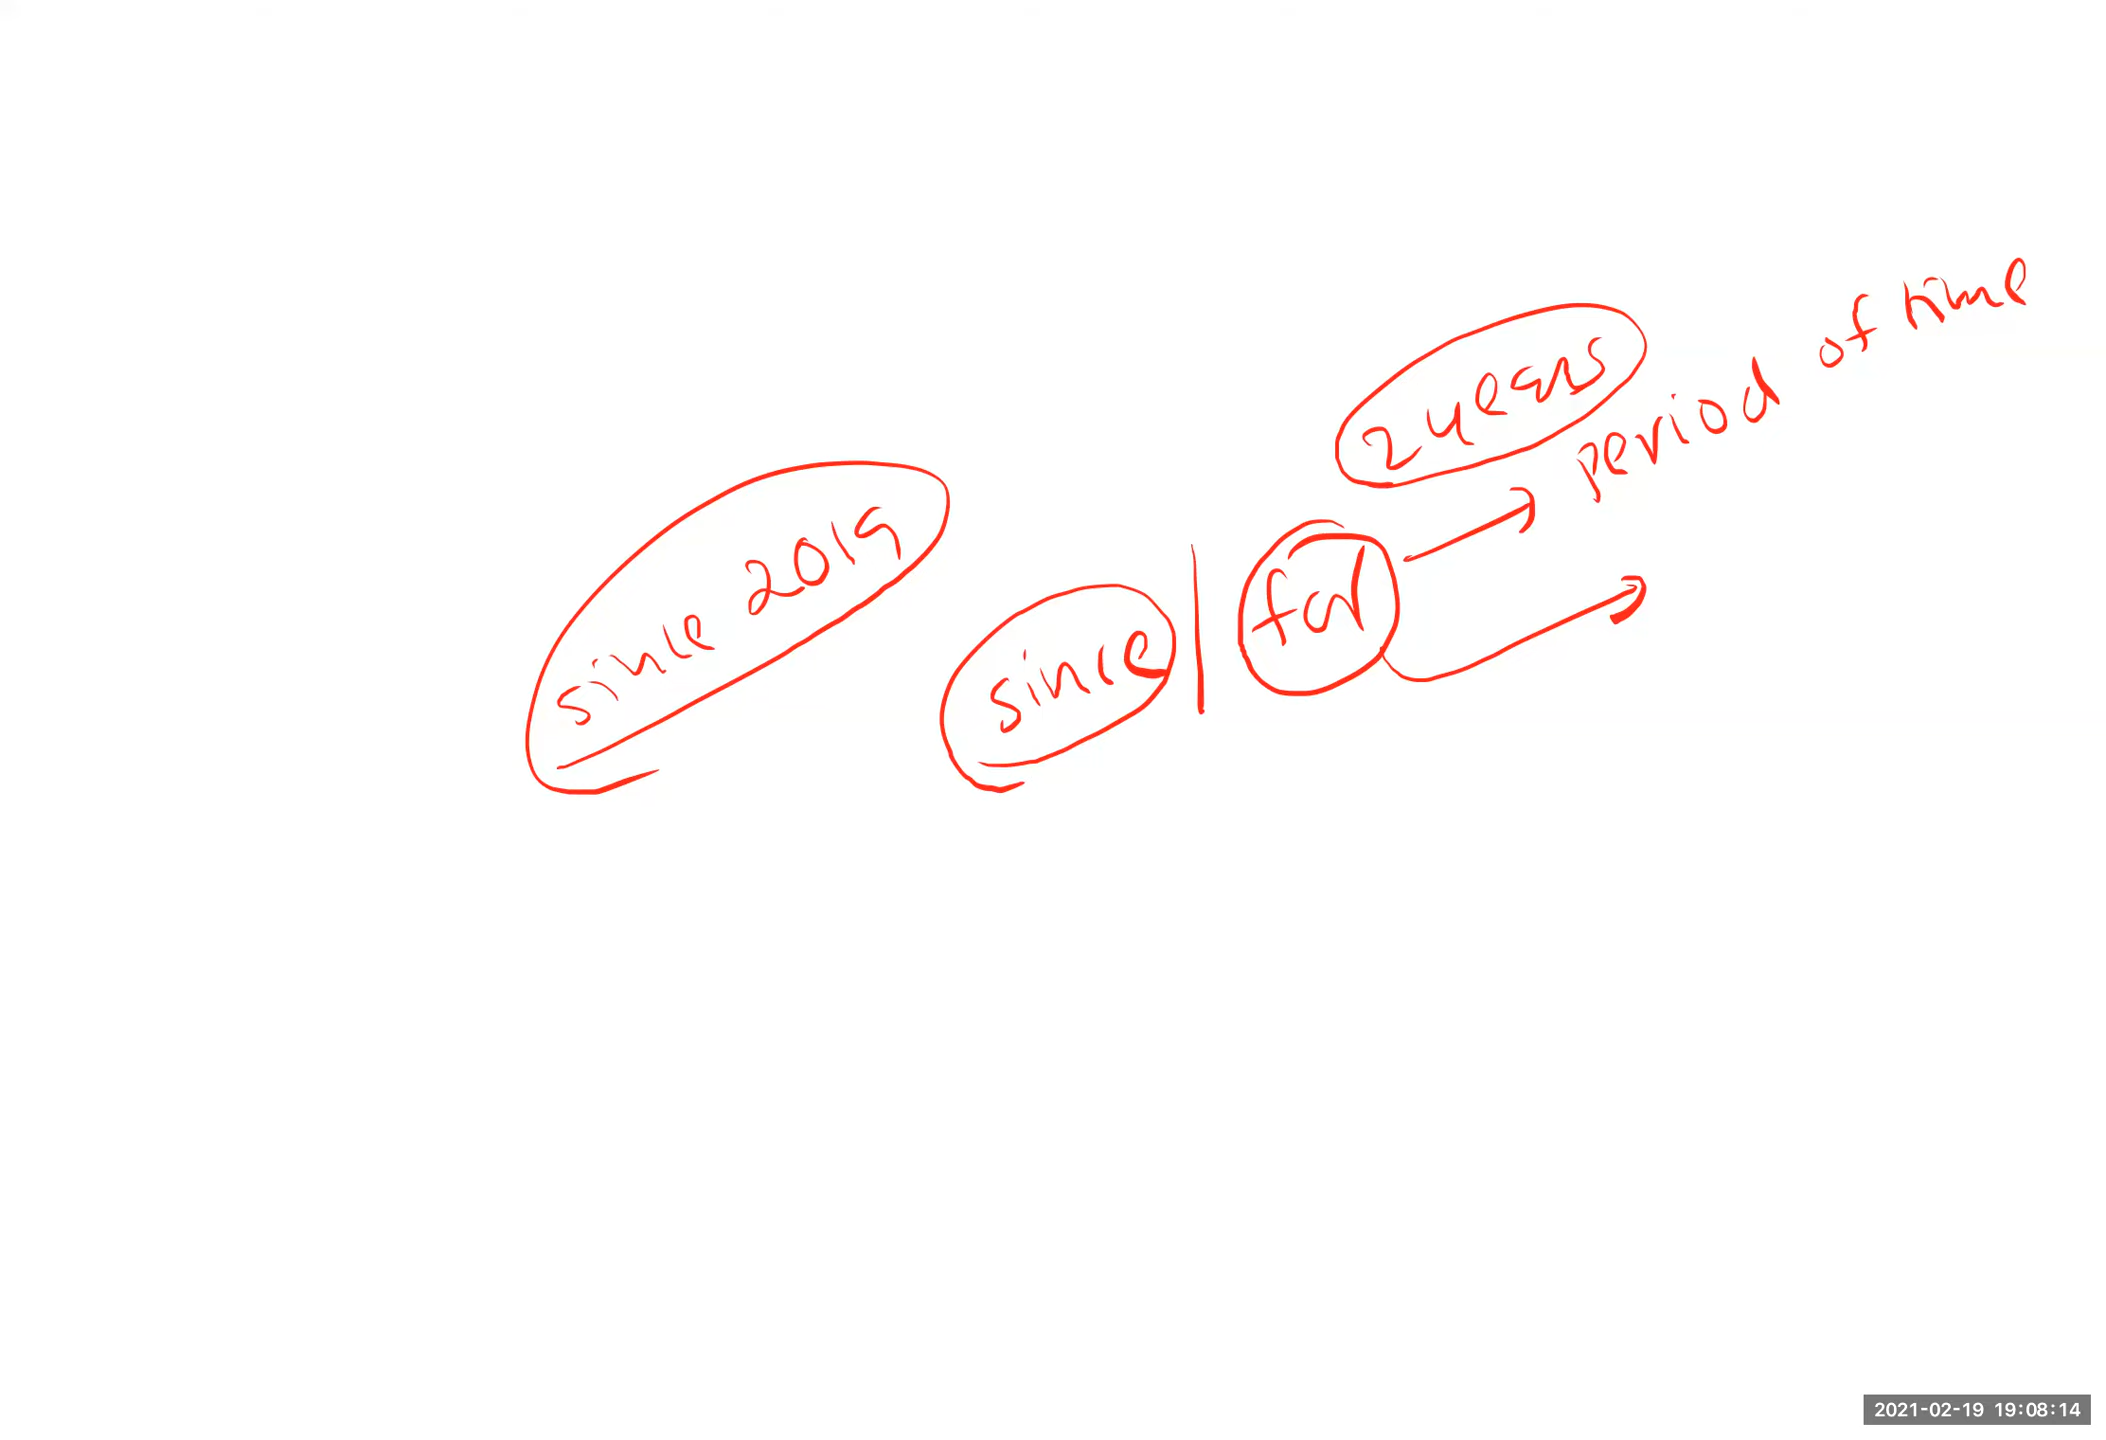 2 years
period of time
since 2019
since | for
2021-02-19 19:08:14